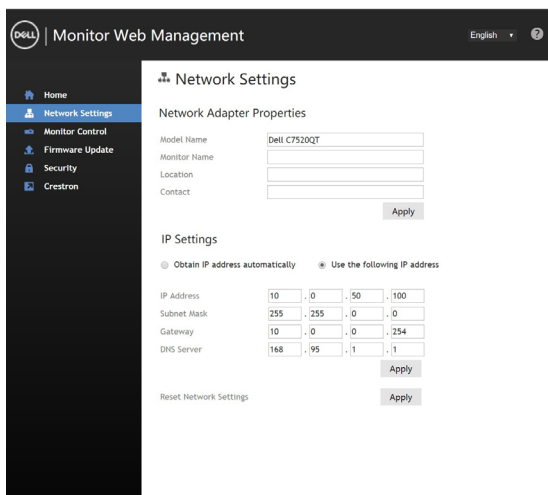 DELL | Monitor Web Management
English
?
Home
Network Settings
Monitor Control
Firmware Update
Security
Crestron
Network Settings
Network Adapter Properties
Model Name Dell C7520QT
Monitor Name
Location
Contact
Apply
IP Settings
Obtain IP address automatically Use the following IP address
IP Address 10 . 0 . 50 . 100
Subnet Mask 255 . 255 . 0 . 0
Gateway 10 . 0 . 0 . 254
DNS Server 168 . 95 . 1 . 1
Apply
Reset Network Settings Apply